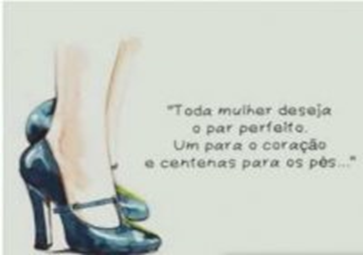 "Toda mulher deseja
o par perfeito.
Um para o coração
e centenas para os pés..."